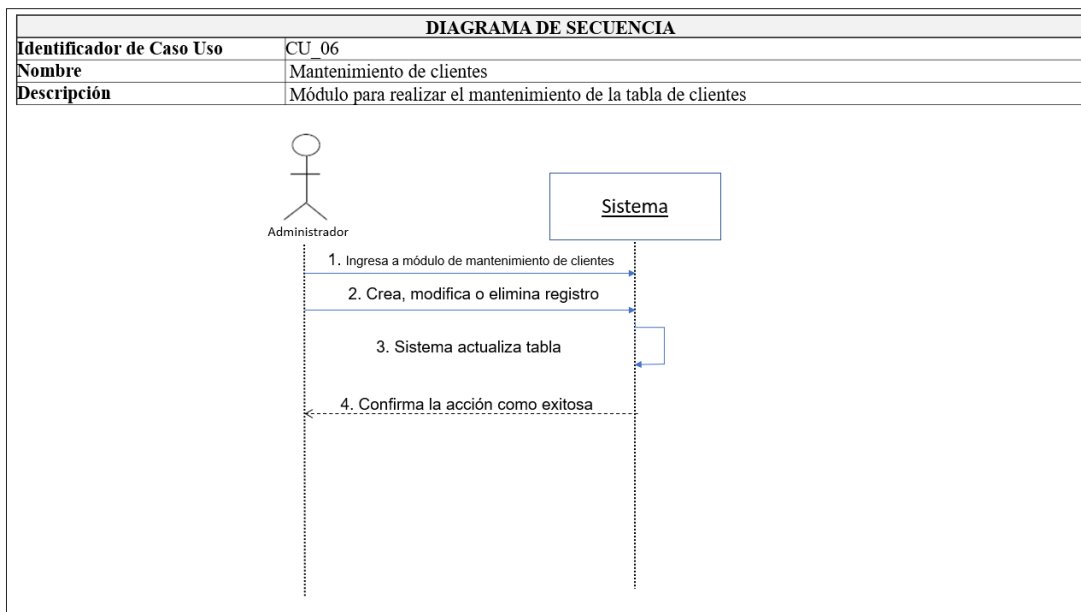 DIAGRAMA DE SECUENCIA
Identificador de Caso Uso CU_06
Nombre Mantenimiento de clientes
Descripción Módulo para realizar el mantenimiento de la tabla de clientes
Sistema
Administrador
1. Ingresa a módulo de mantenimiento de clientes
2. Crea, modifica o elimina registro
3. Sistema actualiza tabla
4. Confirma la acción como exitosa